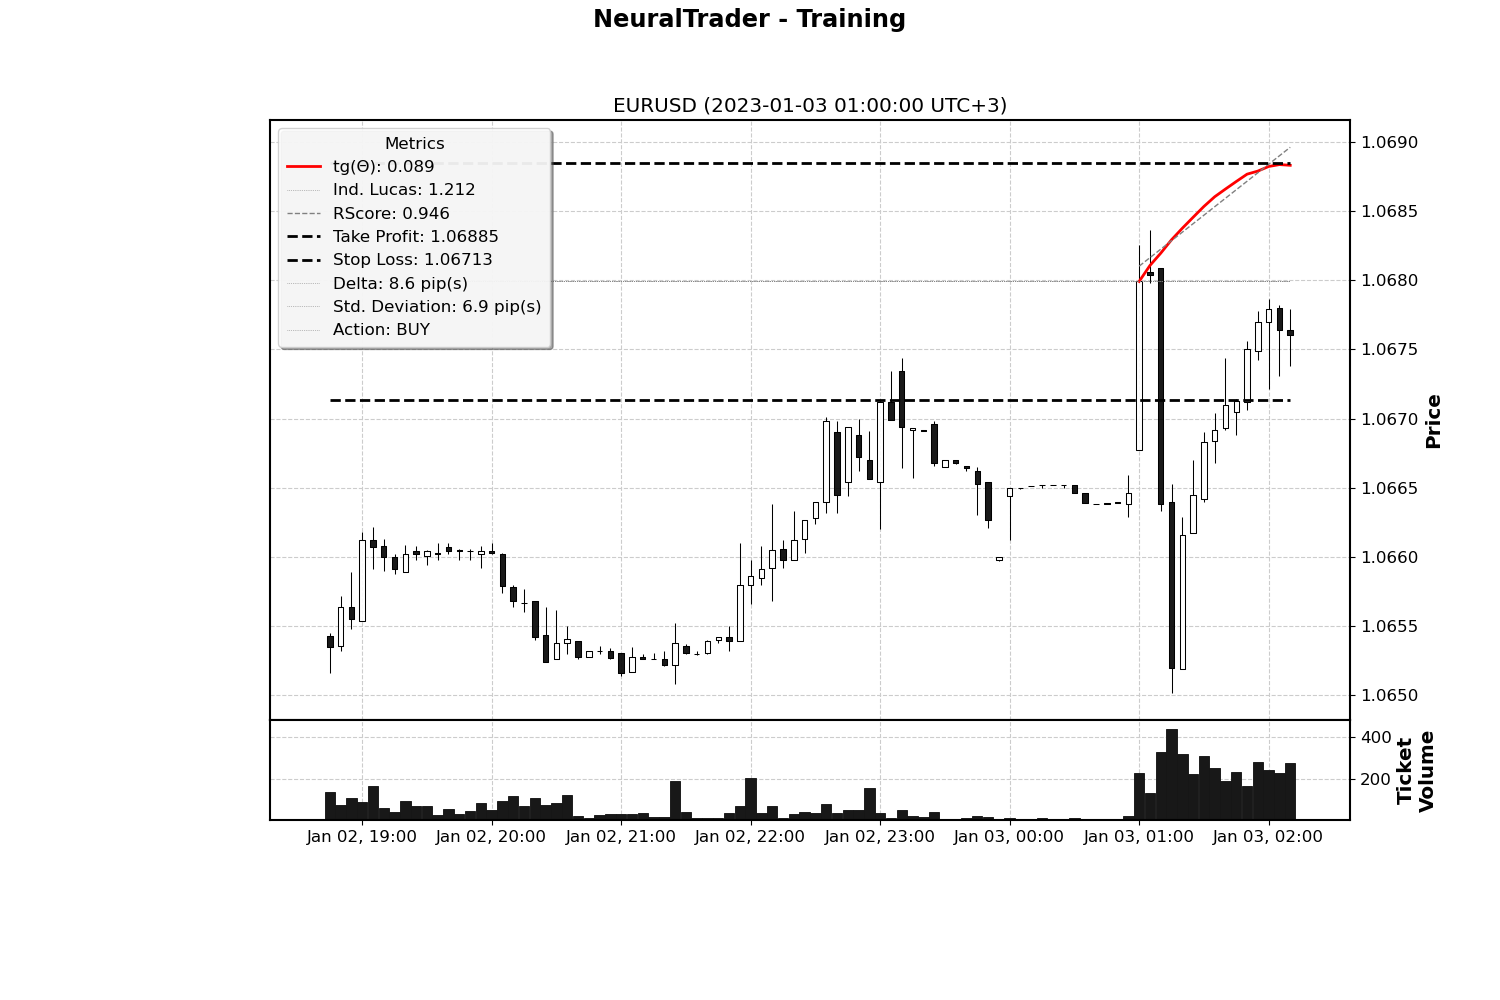 NeuralTrader - Training
EURUSD (2023-01-03 01:00:00 UTC+3)
Metrics
tg(Θ): 0.089
Ind. Lucas: 1.212
RScore: 0.946
Take Profit: 1.06885
Stop Loss: 1.06713
Delta: 8.6 pip(s)
Std. Deviation: 6.9 pip(s)
Action: BUY
1.0690
1.0685
1.0680
1.0675
1.0670
1.0665
1.0660
1.0655
1.0650
Price
400
200
Ticket
Volume
Jan 02, 19:00 Jan 02, 20:00 Jan 02, 21:00 Jan 02, 22:00 Jan 02, 23:00 Jan 03, 00:00 Jan 03, 01:00 Jan 03, 02:00